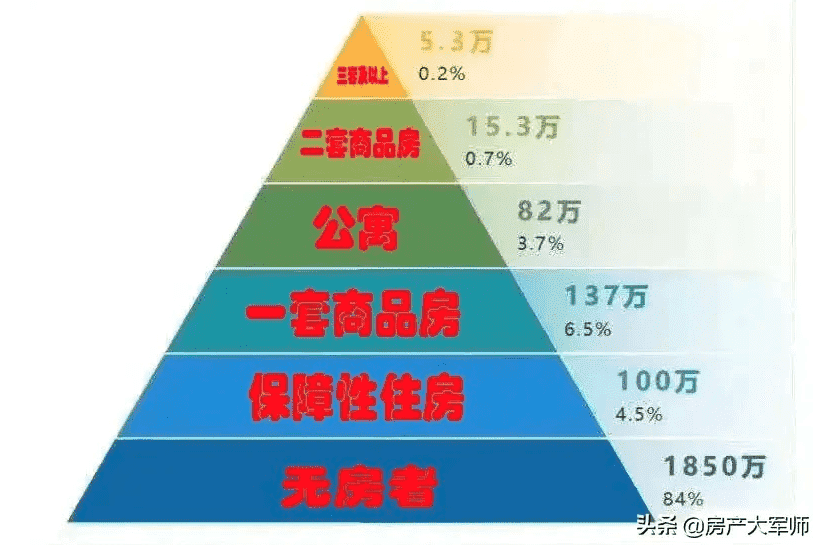 5.3万
三套及以上
0.2%
15.3万
二套商品房
0.7%
82万
公寓
3.7%
137万
一套商品房
6.5%
100万
保障性住房
4.5%
1850万
无房者
84%
头条 @房产大军师